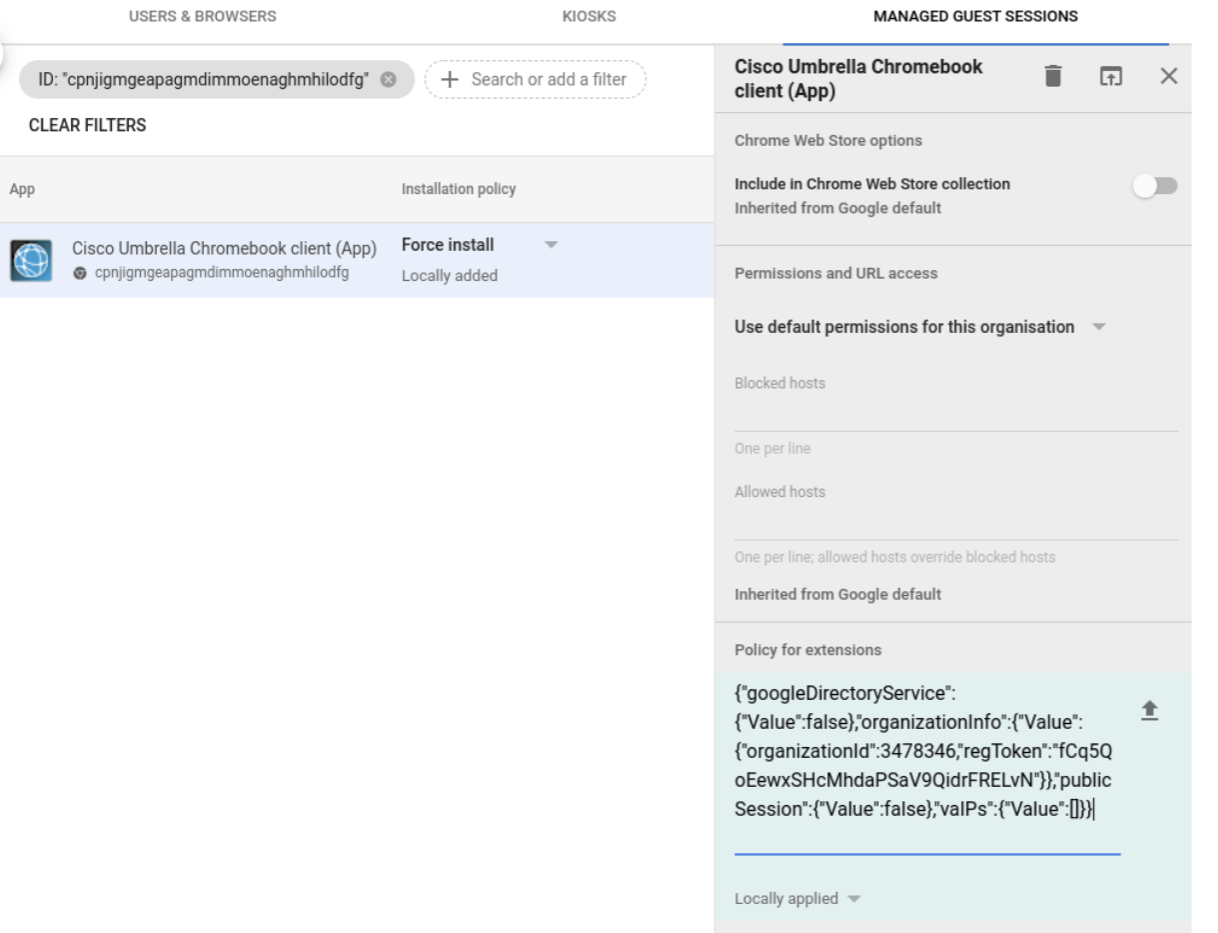 USERS & BROWSERS
KIOSKS
MANAGED GUEST SESSIONS
ID: "cpnjigmgeapagmdimmoenaghmhilodfg"
Search or add a filter
CLEAR FILTERS
App
Installation policy
Cisco Umbrella Chromebook client (App)
cpnjigmgeapagmdimmoenaghmhilodfg
Force install
Locally added
Cisco Umbrella Chromebook
client (App)
Chrome Web Store options
Include in Chrome Web Store collection
Inherited from Google default
Permissions and URL access
Use default permissions for this organisation
Blocked hosts
One per line
Allowed hosts
One per line; allowed hosts override blocked hosts
Inherited from Google default
Policy for extensions
{"googleDirectoryService":
{"Value":false},"organizationInfo":{"Value":
{"organizationId":3478346,"regToken":"fCq5Q
oEewxSHcMhdaPSaV9QidrFRELvN"}},"public
Session":{"Value":false},"vaIPs":{"Value":[]}}
Locally applied